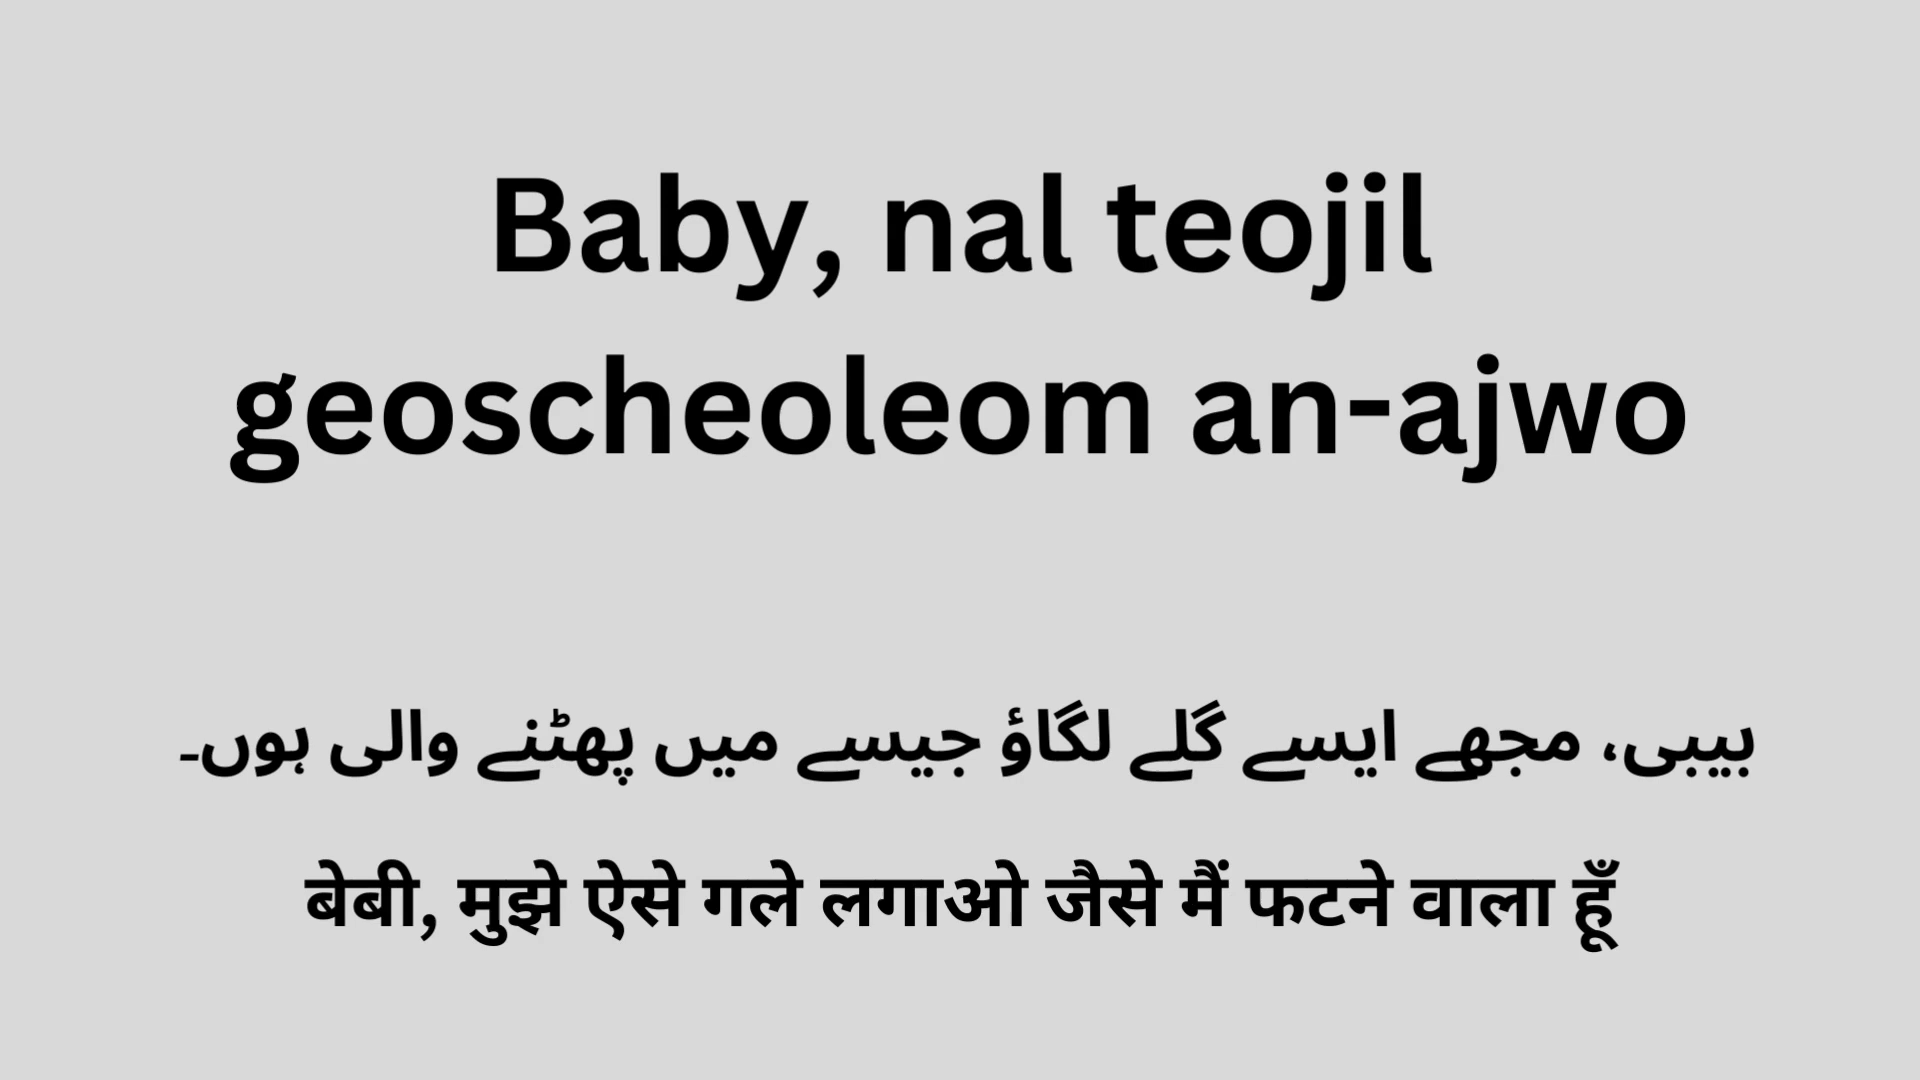 Baby, nal teojil
geoscheoleom an-ajwo
بیبی، مجھے ایسے گلے لگاؤ جیسے میں پھٹنے والی ہوں۔
बेबी, मुझे ऐसे गले लगाओ जैसे मैं फटने वाला हूँ